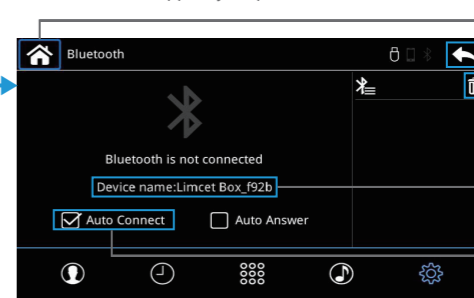 Bluetooth
Bluetooth is not connected
Device name:Limcet Box_f92b
Auto Connect
Auto Answer